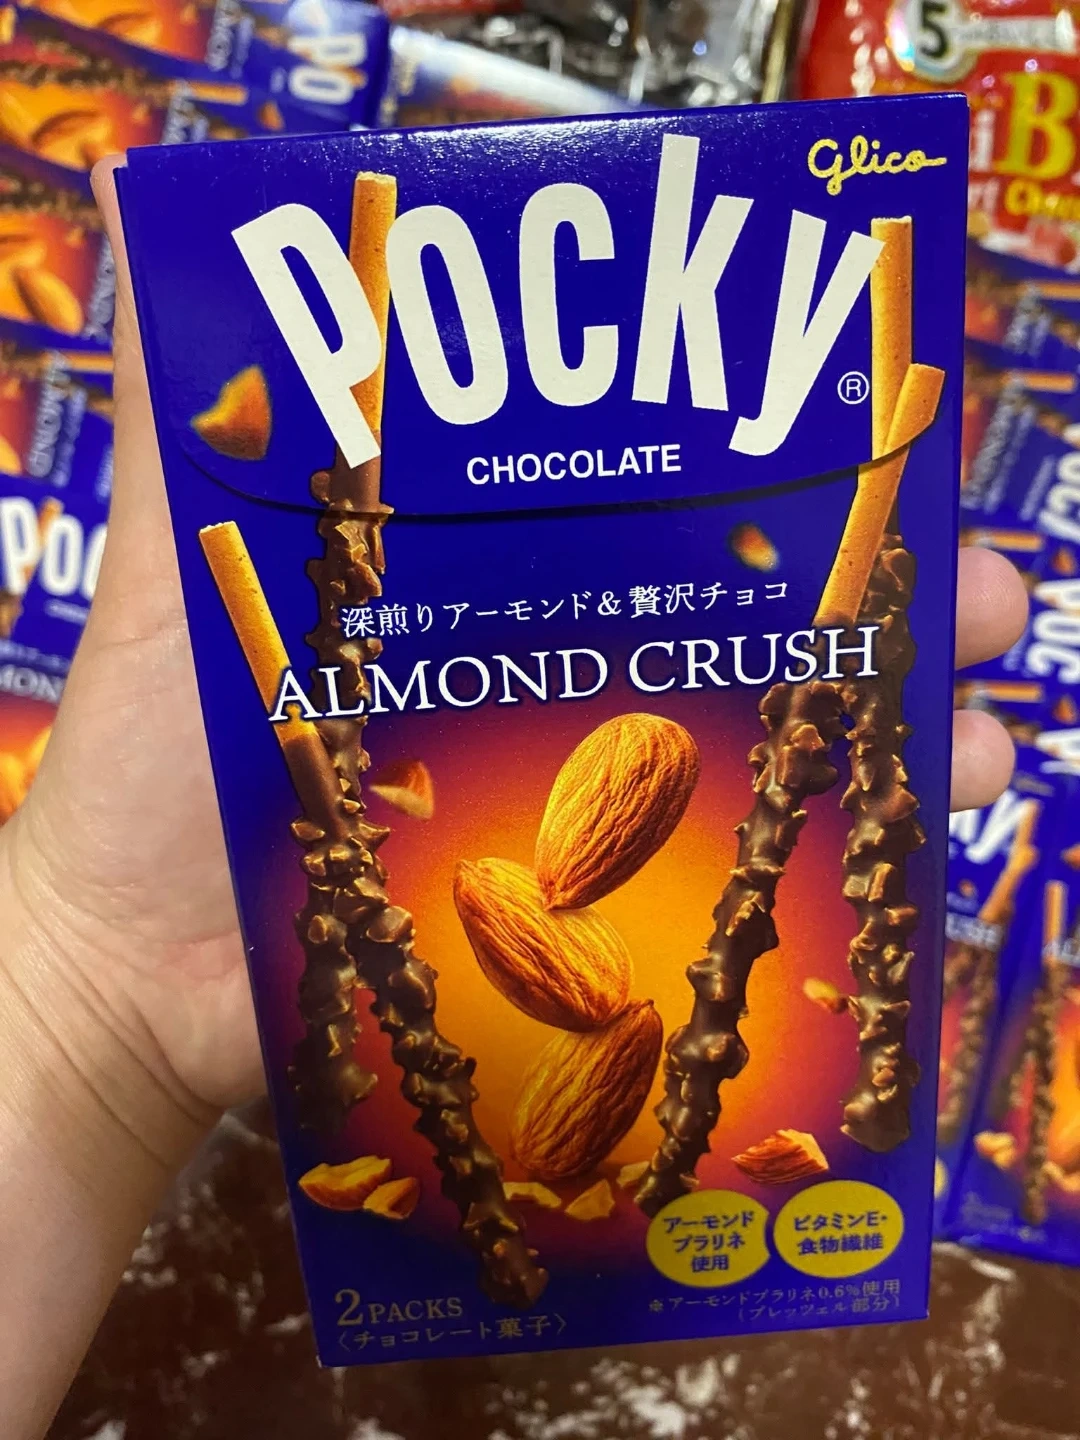 Glico
Pocky®
CHOCOLATE
深煎りアーモンド&贅沢チョコ
ALMOND CRUSH
アーモンド
プラリネ
使用
ビタミンE・
食物繊維
2 PACKS
〈チョコレート菓子〉
※アーモンドプラリネ0.6%使用
(プレッツェル部分)
5